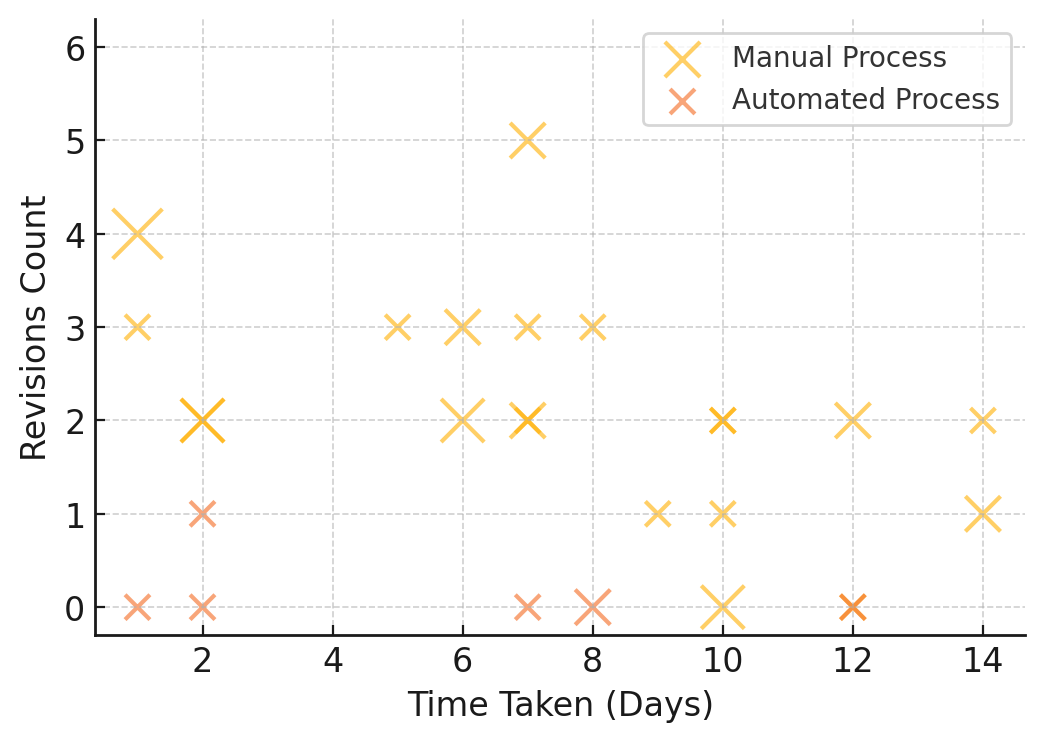 6
5
4
3
2
1
0
Revisions Count
Manual Process
Automated Process
2 4 6 8 10 12 14
Time Taken (Days)